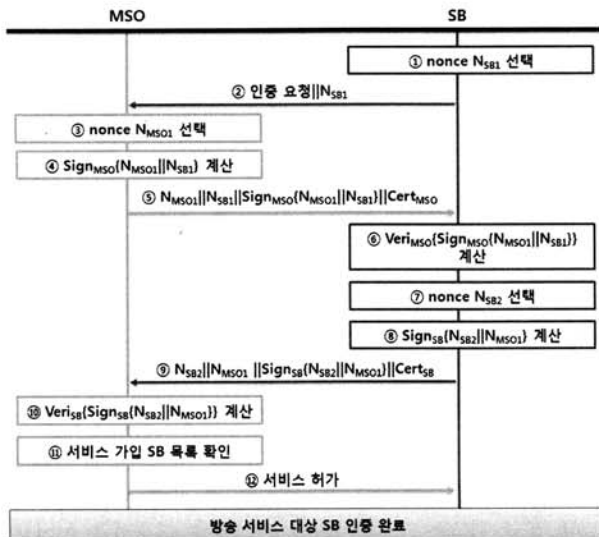 MSO
SB
① nonce N_SB1 선택
② 인증 요청||N_SB1
③ nonce N_MSO1 선택
④ Sign_MSO{N_MSO1||N_SB1} 계산
⑤ N_MSO1||N_SB1||Sign_MSO{N_MSO1||N_SB1}||Cert_MSO
⑥ Veri_MSO{Sign_MSO{N_MSO1||N_SB1}}
계산
⑦ nonce N_SB2 선택
⑧ Sign_SB{N_SB2||N_MSO1} 계산
⑨ N_SB2||N_MSO1 ||Sign_SB{N_SB2||N_MSO1}||Cert_SB
⑩ Veri_SB{Sign_SB{N_SB2||N_MSO1}} 계산
⑪ 서비스 가입 SB 목록 확인
⑫ 서비스 허가
방송 서비스 대상 SB 인증 완료